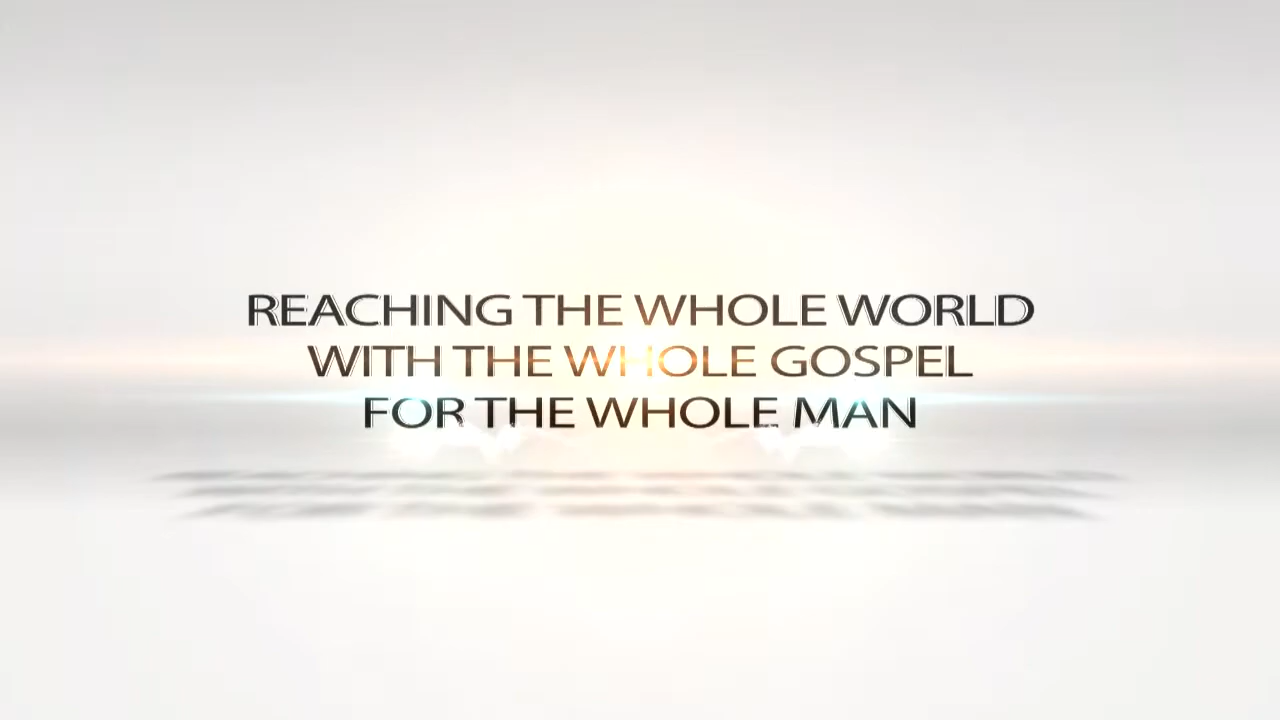 REACHING THE WHOLE WORLD
WITH THE WHOLE GOSPEL
FOR THE WHOLE MAN